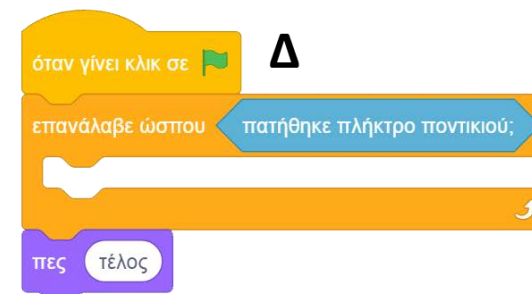 όταν γίνει κλικ σε Δ
επανάλαβε ώσπου πατήθηκε πλήκτρο ποντικιού;
πες τέλος